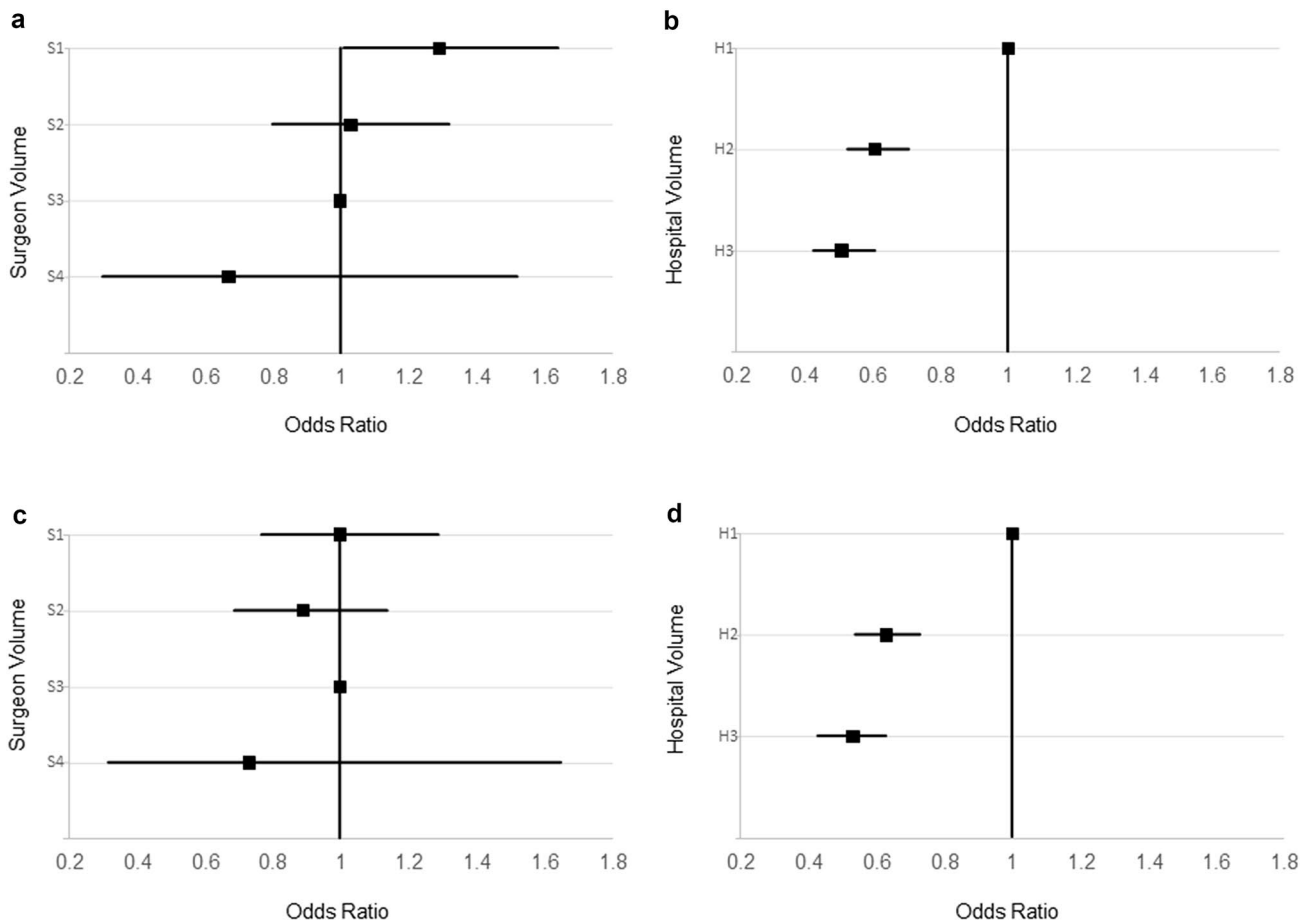 a
S1
S2
S3
S4
Surgeon Volume
0.2 0.4 0.6 0.8 1 1.2 1.4 1.6 1.8
Odds Ratio
b
H1
H2
H3
Hospital Volume
0.2 0.4 0.6 0.8 1 1.2 1.4 1.6 1.8
Odds Ratio
c
S1
S2
S3
S4
Surgeon Volume
0.2 0.4 0.6 0.8 1 1.2 1.4 1.6 1.8
Odds Ratio
d
H1
H2
H3
Hospital Volume
0.2 0.4 0.6 0.8 1 1.2 1.4 1.6 1.8
Odds Ratio